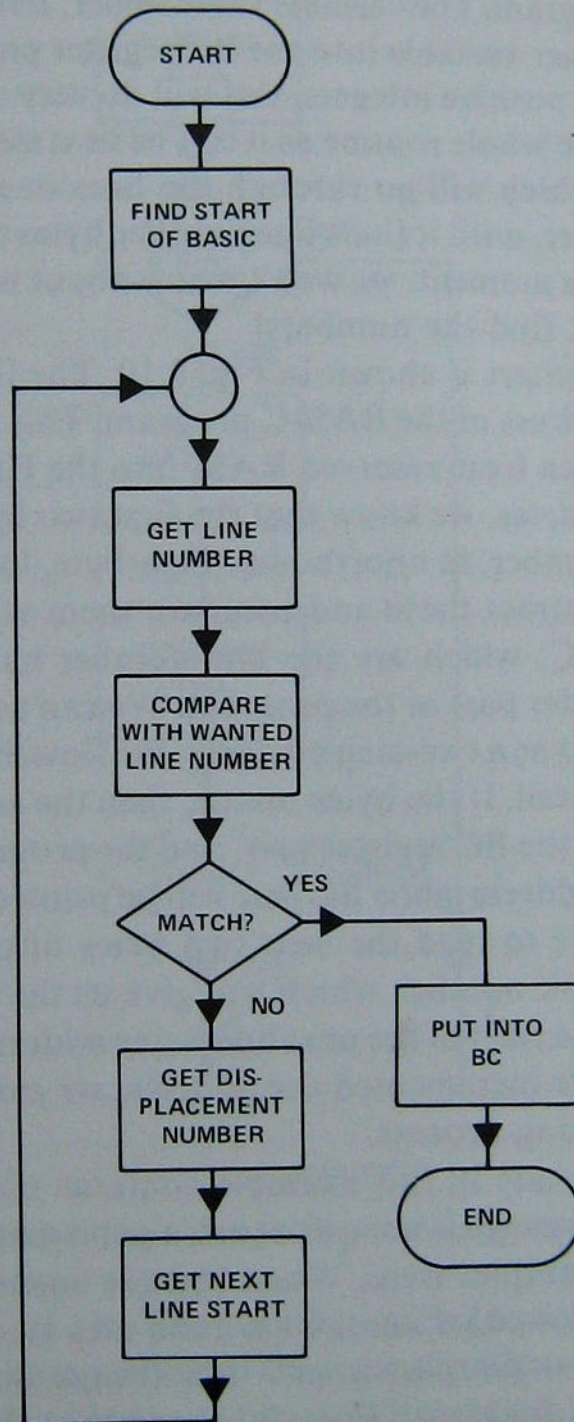 START
FIND START
OF BASIC
GET LINE
NUMBER
COMPARE
WITH WANTED
LINE NUMBER
MATCH?
YES
NO
PUT INTO
BC
GET DIS-
PLACEMENT
NUMBER
END
GET NEXT
LINE START